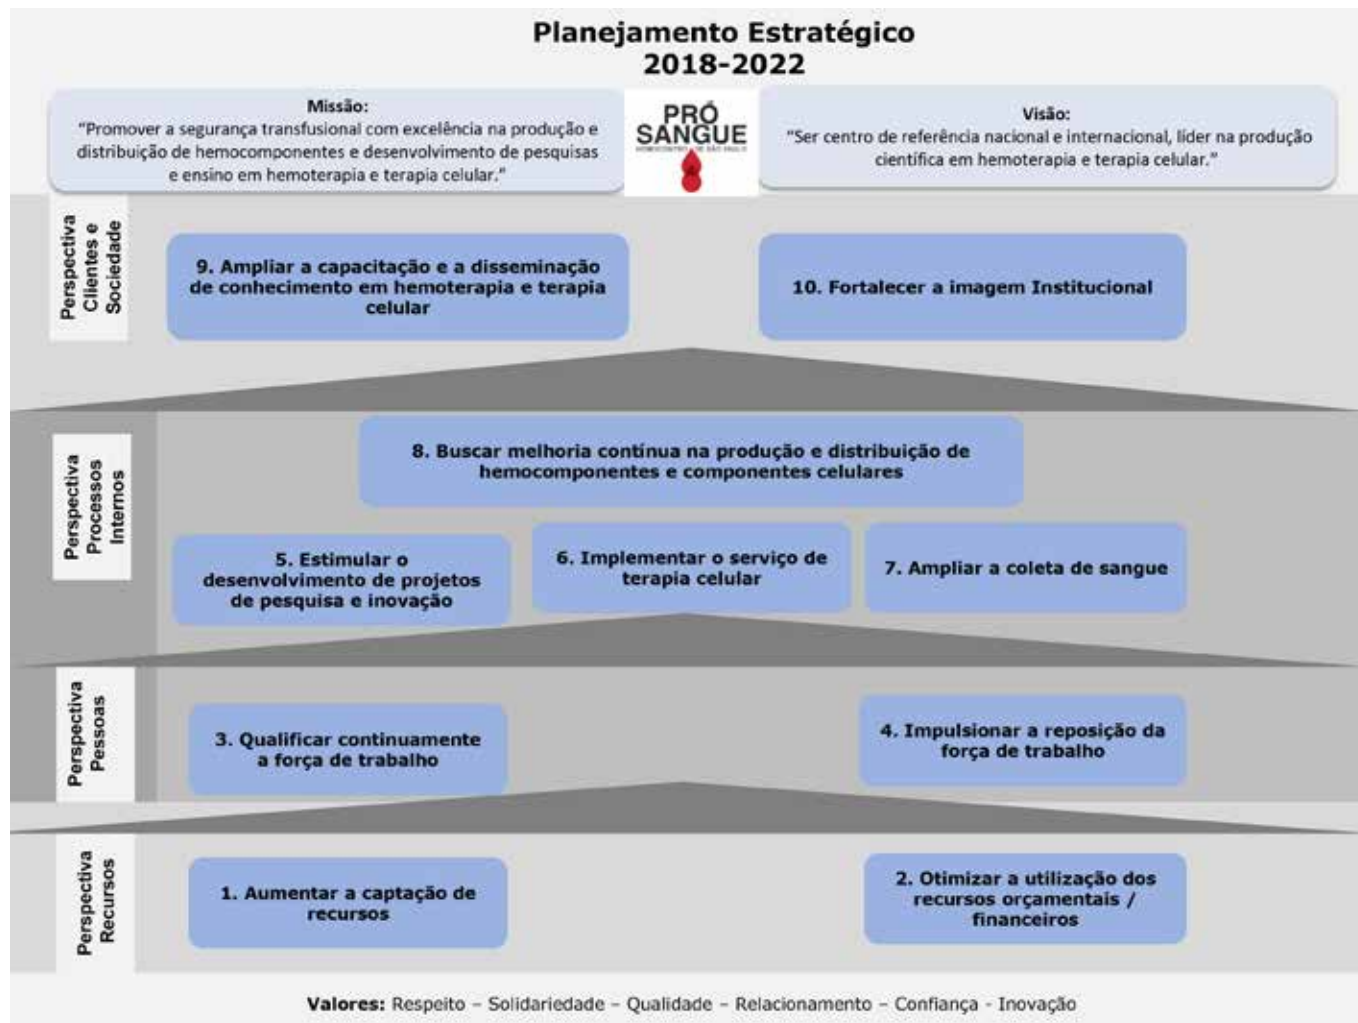 Planejamento Estratégico
2018-2022
Missão:
“Promover a segurança transfusional com excelência na produção e
distribuição de hemocomponentes e desenvolvimento de pesquisas
e ensino em hemoterapia e terapia celular.”
PRÓ
SANGUE
HEMOCENTRO DE SÃO PAULO
Visão:
“Ser centro de referência nacional e internacional, líder na produção
científica em hemoterapia e terapia celular.”
Perspectiva
Clientes e
Sociedade
9. Ampliar a capacitação e a disseminação
de conhecimento em hemoterapia e terapia
celular
10. Fortalecer a imagem Institucional
Perspectiva
Processos
Internos
8. Buscar melhoria contínua na produção e distribuição de
hemocomponentes e componentes celulares
5. Estimular o
desenvolvimento de projetos
de pesquisa e inovação
6. Implementar o serviço de
terapia celular
7. Ampliar a coleta de sangue
Perspectiva
Pessoas
3. Qualificar continuamente
a força de trabalho
4. Impulsionar a reposição da
força de trabalho
Perspectiva
Recursos
1. Aumentar a captação de
recursos
2. Otimizar a utilização dos
recursos orçamentais /
financeiros
Valores: Respeito – Solidariedade – Qualidade – Relacionamento – Confiança - Inovação